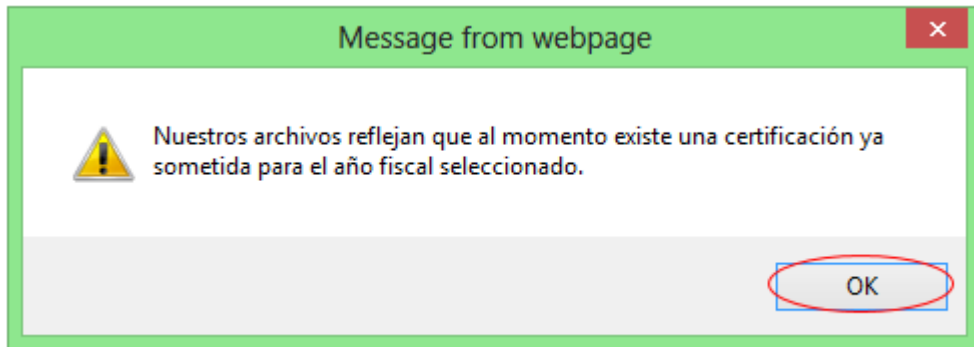 Message from webpage
Nuestros archivos reflejan que al momento existe una certificación ya
sometida para el año fiscal seleccionado.
OK